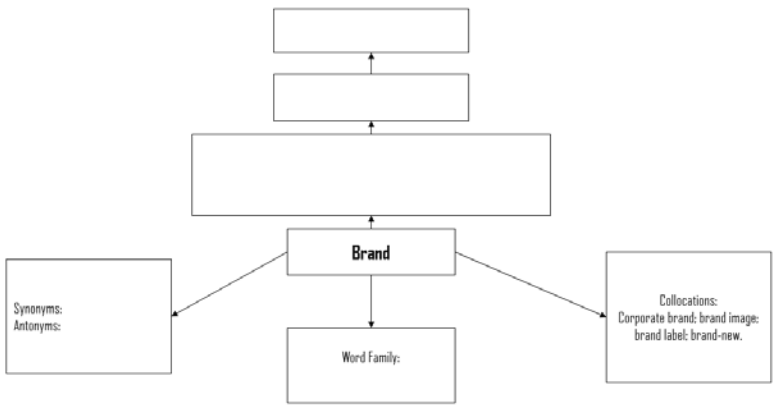 Brand
Synonyms:
Antonyms:
Word Family:
Collocations:
Corporate brand; brand image;
brand label; brand-new.